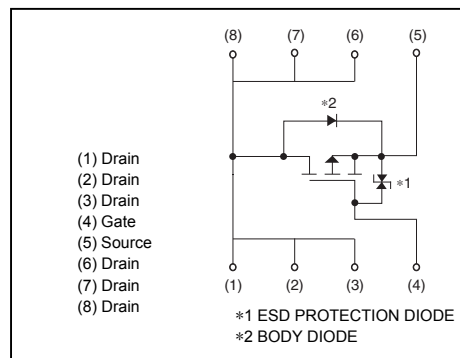 (8) (7) (6) (5)
∗2
∗1
(1) Drain
(2) Drain
(3) Drain
(4) Gate
(5) Source
(6) Drain
(7) Drain
(8) Drain
(1) (2) (3) (4)
∗1 ESD PROTECTION DIODE
∗2 BODY DIODE